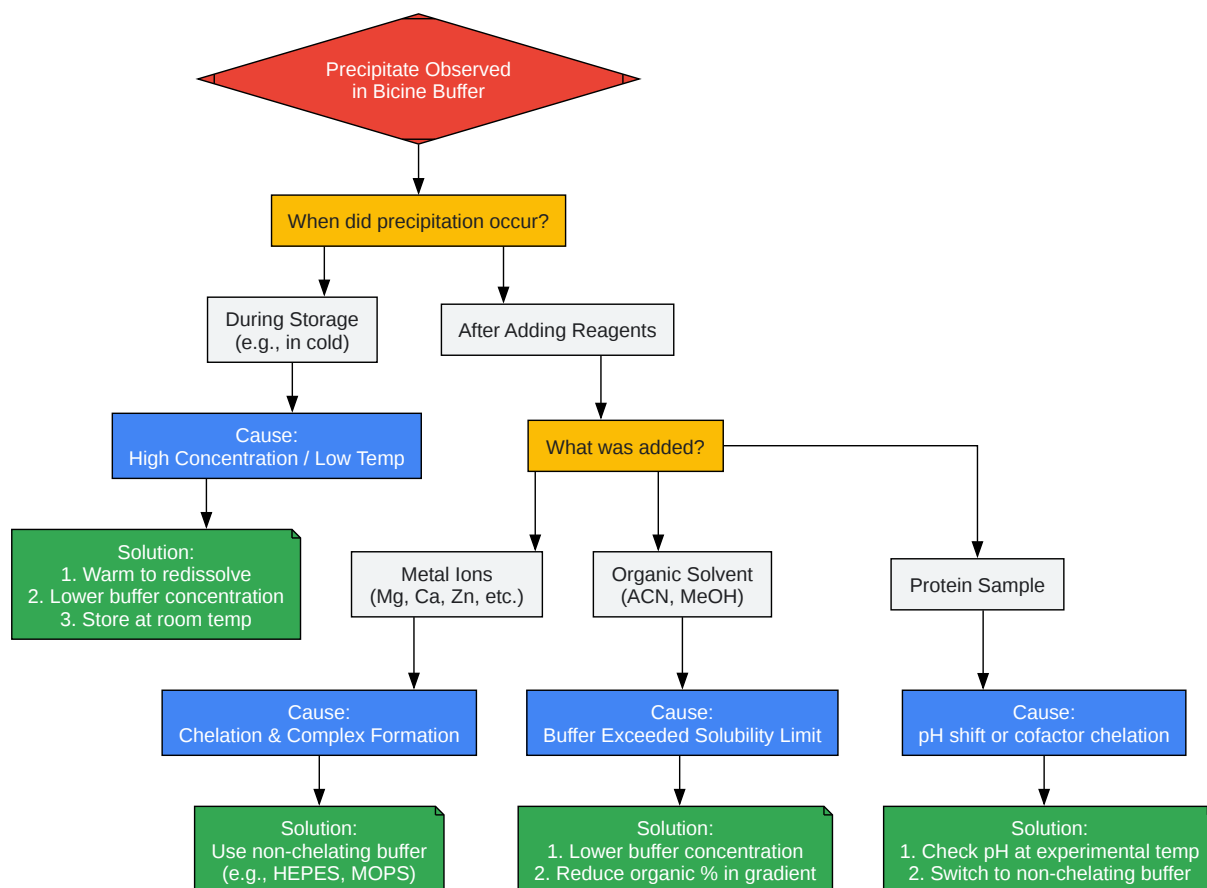 Precipitate Observed
in Bicine Buffer
When did precipitation occur?
During Storage
(e.g., in cold)
After Adding Reagents
Cause:
High Concentration / Low Temp
What was added?
Solution:
1. Warm to redissolve
2. Lower buffer concentration
3. Store at room temp
Metal Ions
(Mg, Ca, Zn, etc.)
Organic Solvent
(ACN, MeOH)
Protein Sample
Cause:
Chelation & Complex Formation
Cause:
Buffer Exceeded Solubility Limit
Cause:
pH shift or cofactor chelation
Solution:
Use non-chelating buffer
(e.g., HEPES, MOPS)
Solution:
1. Lower buffer concentration
2. Reduce organic % in gradient
Solution:
1. Check pH at experimental temp
2. Switch to non-chelating buffer